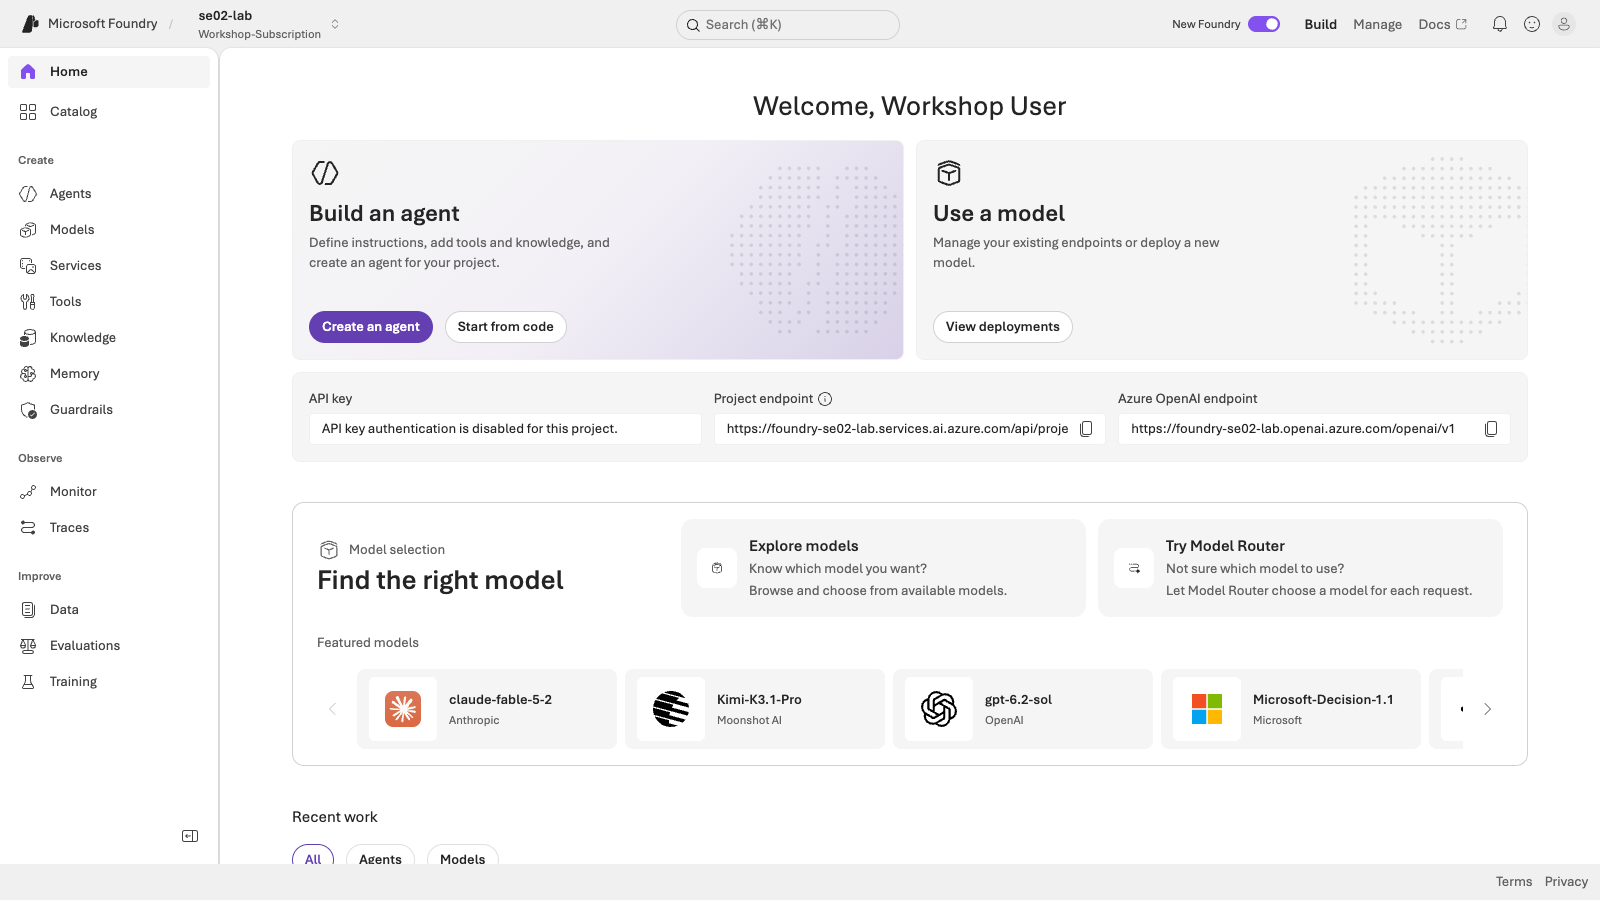 Microsoft Foundry / se02-lab
Workshop-Subscription
Search (⌘K)
New Foundry
Build
Manage
Docs
Home
Catalog
Create
Agents
Models
Services
Tools
Knowledge
Memory
Guardrails
Observe
Monitor
Traces
Improve
Data
Evaluations
Training
Welcome, Workshop User
Build an agent
Define instructions, add tools and knowledge, and
create an agent for your project.
Create an agent
Start from code
Use a model
Manage your existing endpoints or deploy a new
model.
View deployments
API key
API key authentication is disabled for this project.
Project endpoint
https://foundry-se02-lab.services.ai.azure.com/api/proje
Azure OpenAI endpoint
https://foundry-se02-lab.openai.azure.com/openai/v1
Model selection
Find the right model
Explore models
Know which model you want?
Browse and choose from available models.
Try Model Router
Not sure which model to use?
Let Model Router choose a model for each request.
Featured models
claude-fable-5-2
Anthropic
Kimi-K3.1-Pro
Moonshot AI
gpt-6.2-sol
OpenAI
Microsoft-Decision-1.1
Microsoft
Recent work
All
Agents
Models
Terms
Privacy